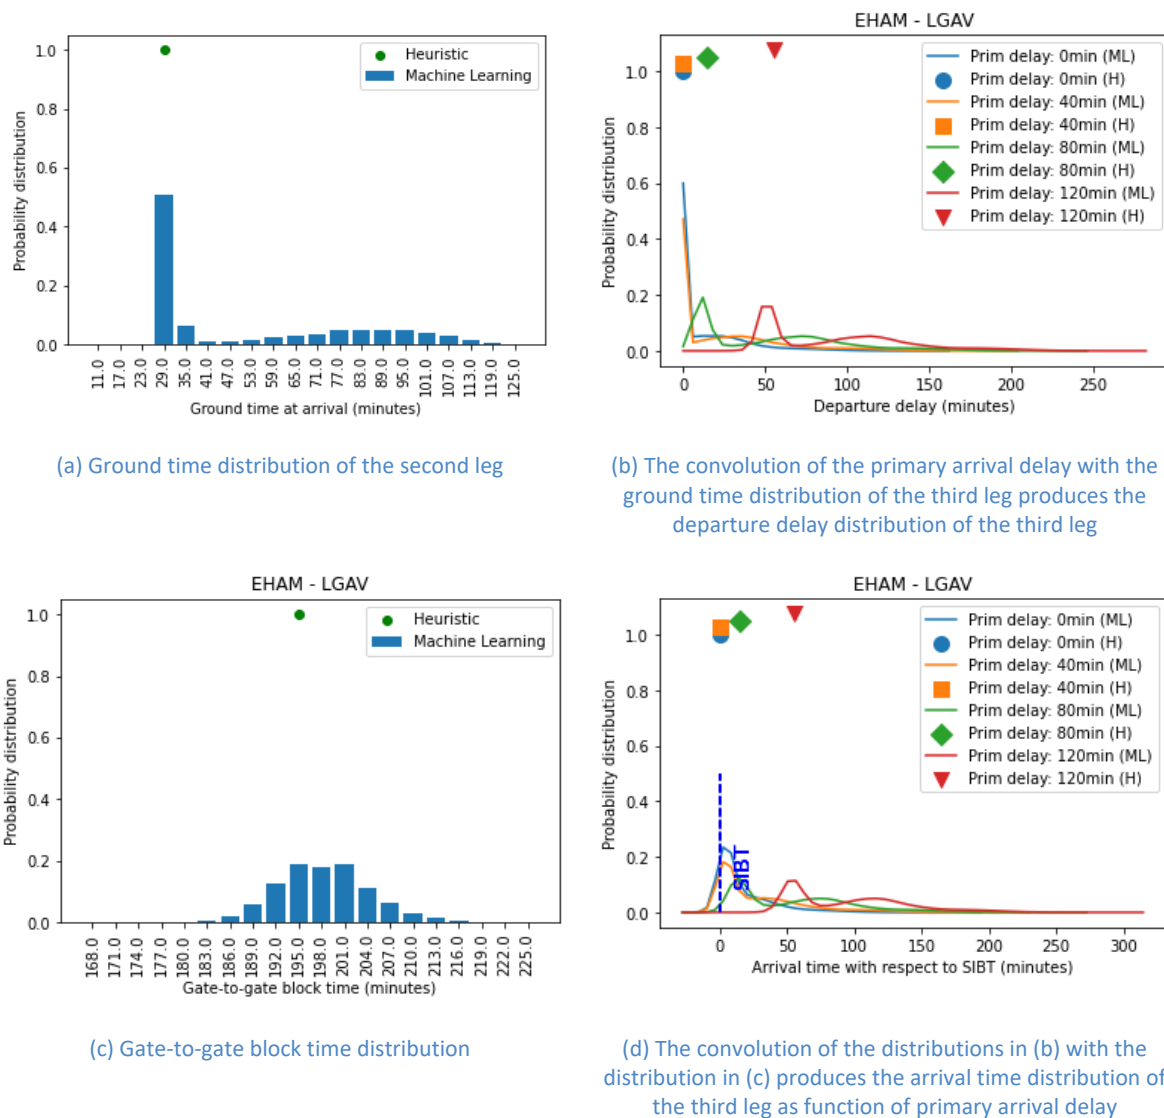 EHAM - LGAV
1.0
0.8
0.6
0.4
0.2
0.0
Probability distribution
Heuristic
Machine Learning
11.0
17.0
23.0
29.0
35.0
41.0
47.0
53.0
59.0
65.0
71.0
77.0
83.0
89.0
95.0
101.0
107.0
113.0
119.0
125.0
Ground time at arrival (minutes)
1.0
0.8
0.6
0.4
0.2
0.0
Probability distribution
Prim delay: 0min (ML)
Prim delay: 0min (H)
Prim delay: 40min (ML)
Prim delay: 40min (H)
Prim delay: 80min (ML)
Prim delay: 80min (H)
Prim delay: 120min (ML)
Prim delay: 120min (H)
0 50 100 150 200 250
Departure delay (minutes)
(a) Ground time distribution of the second leg
(b) The convolution of the primary arrival delay with the
ground time distribution of the third leg produces the
departure delay distribution of the third leg
EHAM - LGAV
1.0
0.8
0.6
0.4
0.2
0.0
Probability distribution
Heuristic
Machine Learning
168.0
171.0
174.0
177.0
180.0
183.0
186.0
189.0
192.0
195.0
198.0
201.0
204.0
207.0
210.0
213.0
216.0
219.0
222.0
225.0
Gate-to-gate block time (minutes)
EHAM - LGAV
1.0
0.8
0.6
0.4
0.2
0.0
Probability distribution
Prim delay: 0min (ML)
Prim delay: 0min (H)
Prim delay: 40min (ML)
Prim delay: 40min (H)
Prim delay: 80min (ML)
Prim delay: 80min (H)
Prim delay: 120min (ML)
Prim delay: 120min (H)
SIBT
0 50 100 150 200 250 300
Arrival time with respect to SIBT (minutes)
(c) Gate-to-gate block time distribution
(d) The convolution of the distributions in (b) with the
distribution in (c) produces the arrival time distribution of
the third leg as function of primary arrival delay